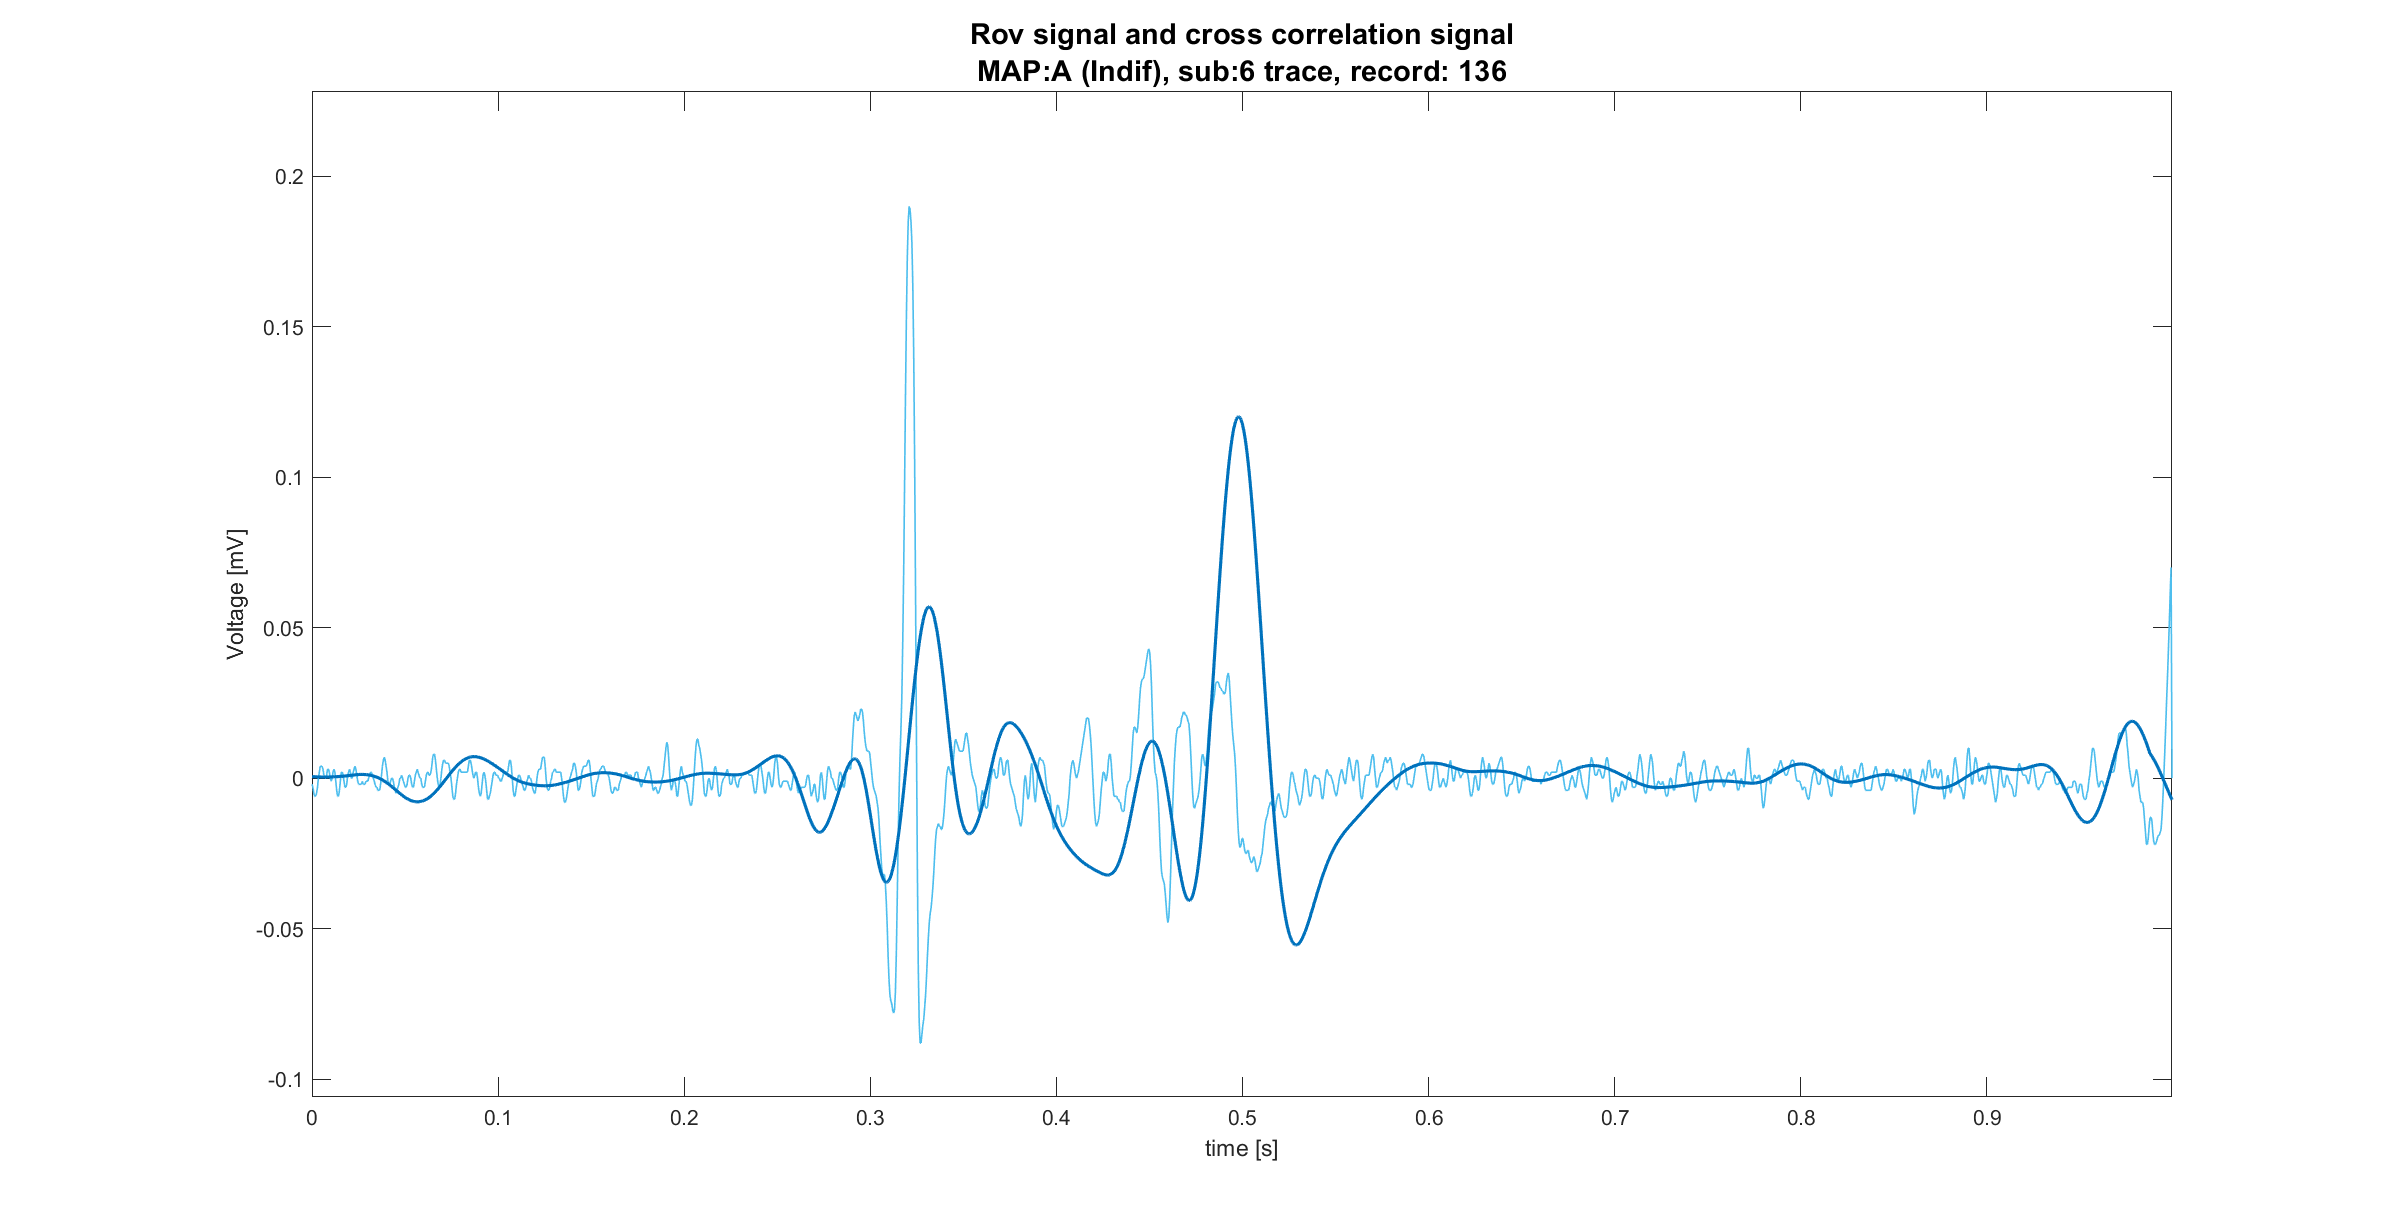 Rov signal and cross correlation signal
MAP:A (Indif), sub:6 trace, record: 136
0.2
0.15
0.1
0.05
0
-0.05
-0.1
Voltage [mV]
0 0.1 0.2 0.3 0.4 0.5 0.6 0.7 0.8 0.9
time [s]